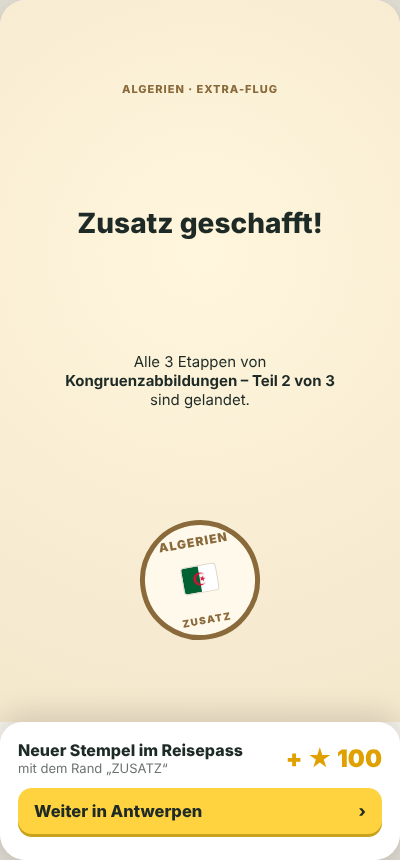 ALGERIEN · EXTRA-FLUG
Zusatz geschafft!
Alle 3 Etappen von
Kongruenzabbildungen – Teil 2 von 3
sind gelandet.
ALGERIEN
ZUSATZ
Neuer Stempel im Reisepass
mit dem Rand „ZUSATZ“
+ ★ 100
Weiter in Antwerpen ›